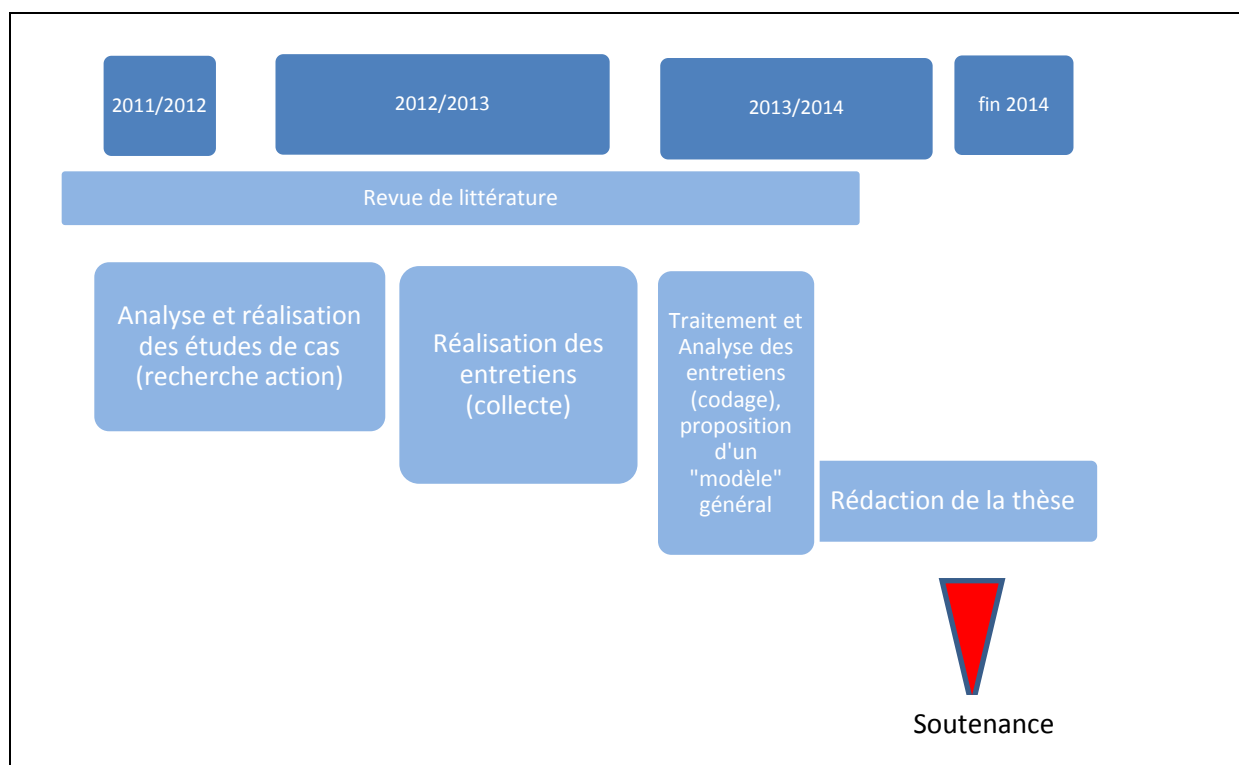 2011/2012
2012/2013
2013/2014
fin 2014
Revue de littérature
Analyse et réalisation
des études de cas
(recherche action)
Réalisation des
entretiens
(collecte)
Traitement et
Analyse des
entretiens
(codage),
proposition
d'un
"modèle"
général
Rédaction de la thèse
Soutenance